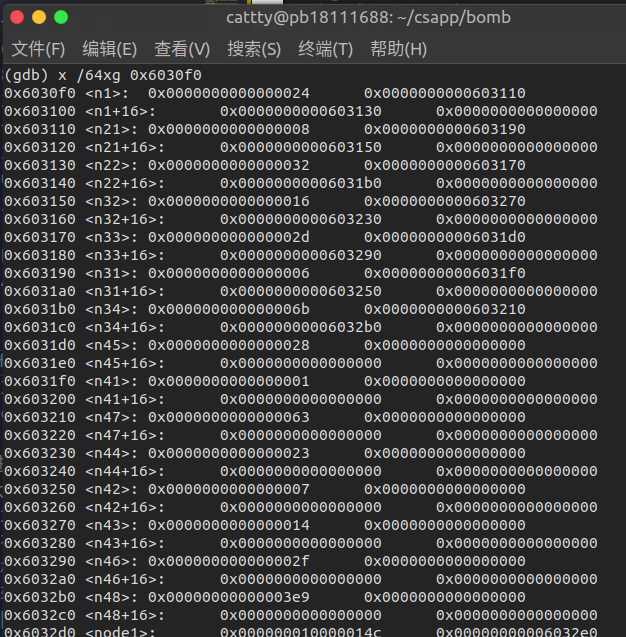 cattty@pb18111688: ~/csapp/bomb
文件(F) 编辑(E) 查看(V) 搜索(S) 终端(T) 帮助(H)
(gdb) x /64xg 0x6030f0
0x6030f0 <n1>: 0x0000000000000024 0x0000000000603110
0x603100 <n1+16>: 0x0000000000603130 0x0000000000000000
0x603110 <n21>: 0x0000000000000008 0x0000000000603190
0x603120 <n21+16>: 0x0000000000603150 0x0000000000000000
0x603130 <n22>: 0x0000000000000032 0x0000000000603170
0x603140 <n22+16>: 0x00000000006031b0 0x0000000000000000
0x603150 <n32>: 0x0000000000000016 0x0000000000603270
0x603160 <n32+16>: 0x0000000000603230 0x0000000000000000
0x603170 <n33>: 0x000000000000002d 0x00000000006031d0
0x603180 <n33+16>: 0x0000000000603290 0x0000000000000000
0x603190 <n31>: 0x0000000000000006 0x00000000006031f0
0x6031a0 <n31+16>: 0x0000000000603250 0x0000000000000000
0x6031b0 <n34>: 0x000000000000006b 0x0000000000603210
0x6031c0 <n34+16>: 0x00000000006032b0 0x0000000000000000
0x6031d0 <n45>: 0x0000000000000028 0x0000000000000000
0x6031e0 <n45+16>: 0x0000000000000000 0x0000000000000000
0x6031f0 <n41>: 0x0000000000000001 0x0000000000000000
0x603200 <n41+16>: 0x0000000000000000 0x0000000000000000
0x603210 <n47>: 0x0000000000000063 0x0000000000000000
0x603220 <n47+16>: 0x0000000000000000 0x0000000000000000
0x603230 <n44>: 0x0000000000000023 0x0000000000000000
0x603240 <n44+16>: 0x0000000000000000 0x0000000000000000
0x603250 <n42>: 0x0000000000000007 0x0000000000000000
0x603260 <n42+16>: 0x0000000000000000 0x0000000000000000
0x603270 <n43>: 0x0000000000000014 0x0000000000000000
0x603280 <n43+16>: 0x0000000000000000 0x0000000000000000
0x603290 <n46>: 0x000000000000002f 0x0000000000000000
0x6032a0 <n46+16>: 0x0000000000000000 0x0000000000000000
0x6032b0 <n48>: 0x00000000000003e9 0x0000000000000000
0x6032c0 <n48+16>: 0x0000000000000000 0x0000000000000000
0x6032d0 <node1>: 0x000000010000014c 0x00000000006032e0